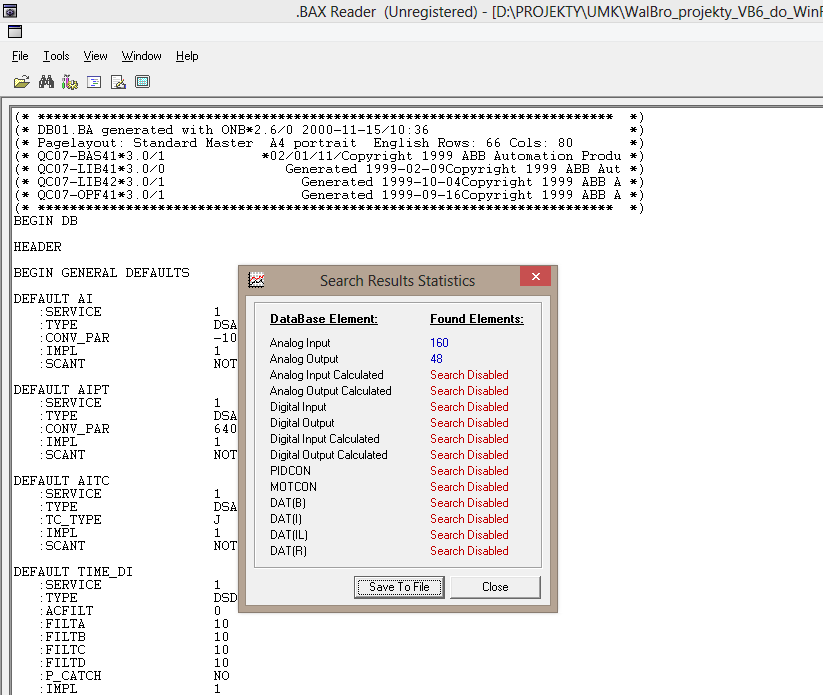 .BAX Reader (Unregistered) - [D:\PROJEKTY\UMK\WalBro_projekty_VB6_do_WinF
File Tools View Window Help
(* ************************************************************************ *)
(* DB01.BA generated with ONB*2.6/0 2000-11-15/10:36 *)
(* Pagelayout: Standard Master A4 portrait English Rows: 66 Cols: 80 *)
(* QC07-BAS41*3.0/1 *02/01/11/Copyright 1999 ABB Automation Produ *)
(* QC07-LIB41*3.0/0 Generated 1999-02-09Copyright 1999 ABB Aut *)
(* QC07-LIB42*3.0/1 Generated 1999-10-04Copyright 1999 ABB A *)
(* QC07-OPF41*3.0/1 Generated 1999-09-16Copyright 1999 ABB A *)
(* ************************************************************************ *)
BEGIN DB
HEADER
BEGIN GENERAL DEFAULTS
DEFAULT AI
:SERVICE 1
:TYPE DSA
:CONV_PAR -10
:IMPL 1
:SCANT NOT
DEFAULT AIPT
:SERVICE 1
:TYPE DSA
:CONV_PAR 640
:IMPL 1
:SCANT NOT
DEFAULT AITC
:SERVICE 1
:TYPE DSA
:TC_TYPE J
:IMPL 1
:SCANT NOT
DEFAULT TIME_DI
:SERVICE 1
:TYPE DSD
:ACFILT 0
:FILTA 10
:FILTB 10
:FILTC 10
:FILTD 10
:P_CATCH NO
:IMPL 1
Search Results Statistics
DataBase Element: Found Elements:
Analog Input 160
Analog Output 48
Analog Input Calculated Search Disabled
Analog Output Calculated Search Disabled
Digital Input Search Disabled
Digital Output Search Disabled
Digital Input Calculated Search Disabled
Digital Output Calculated Search Disabled
PIDCON Search Disabled
MOTCON Search Disabled
DAT(B) Search Disabled
DAT(I) Search Disabled
DAT(IL) Search Disabled
DAT(R) Search Disabled
Save To File Close